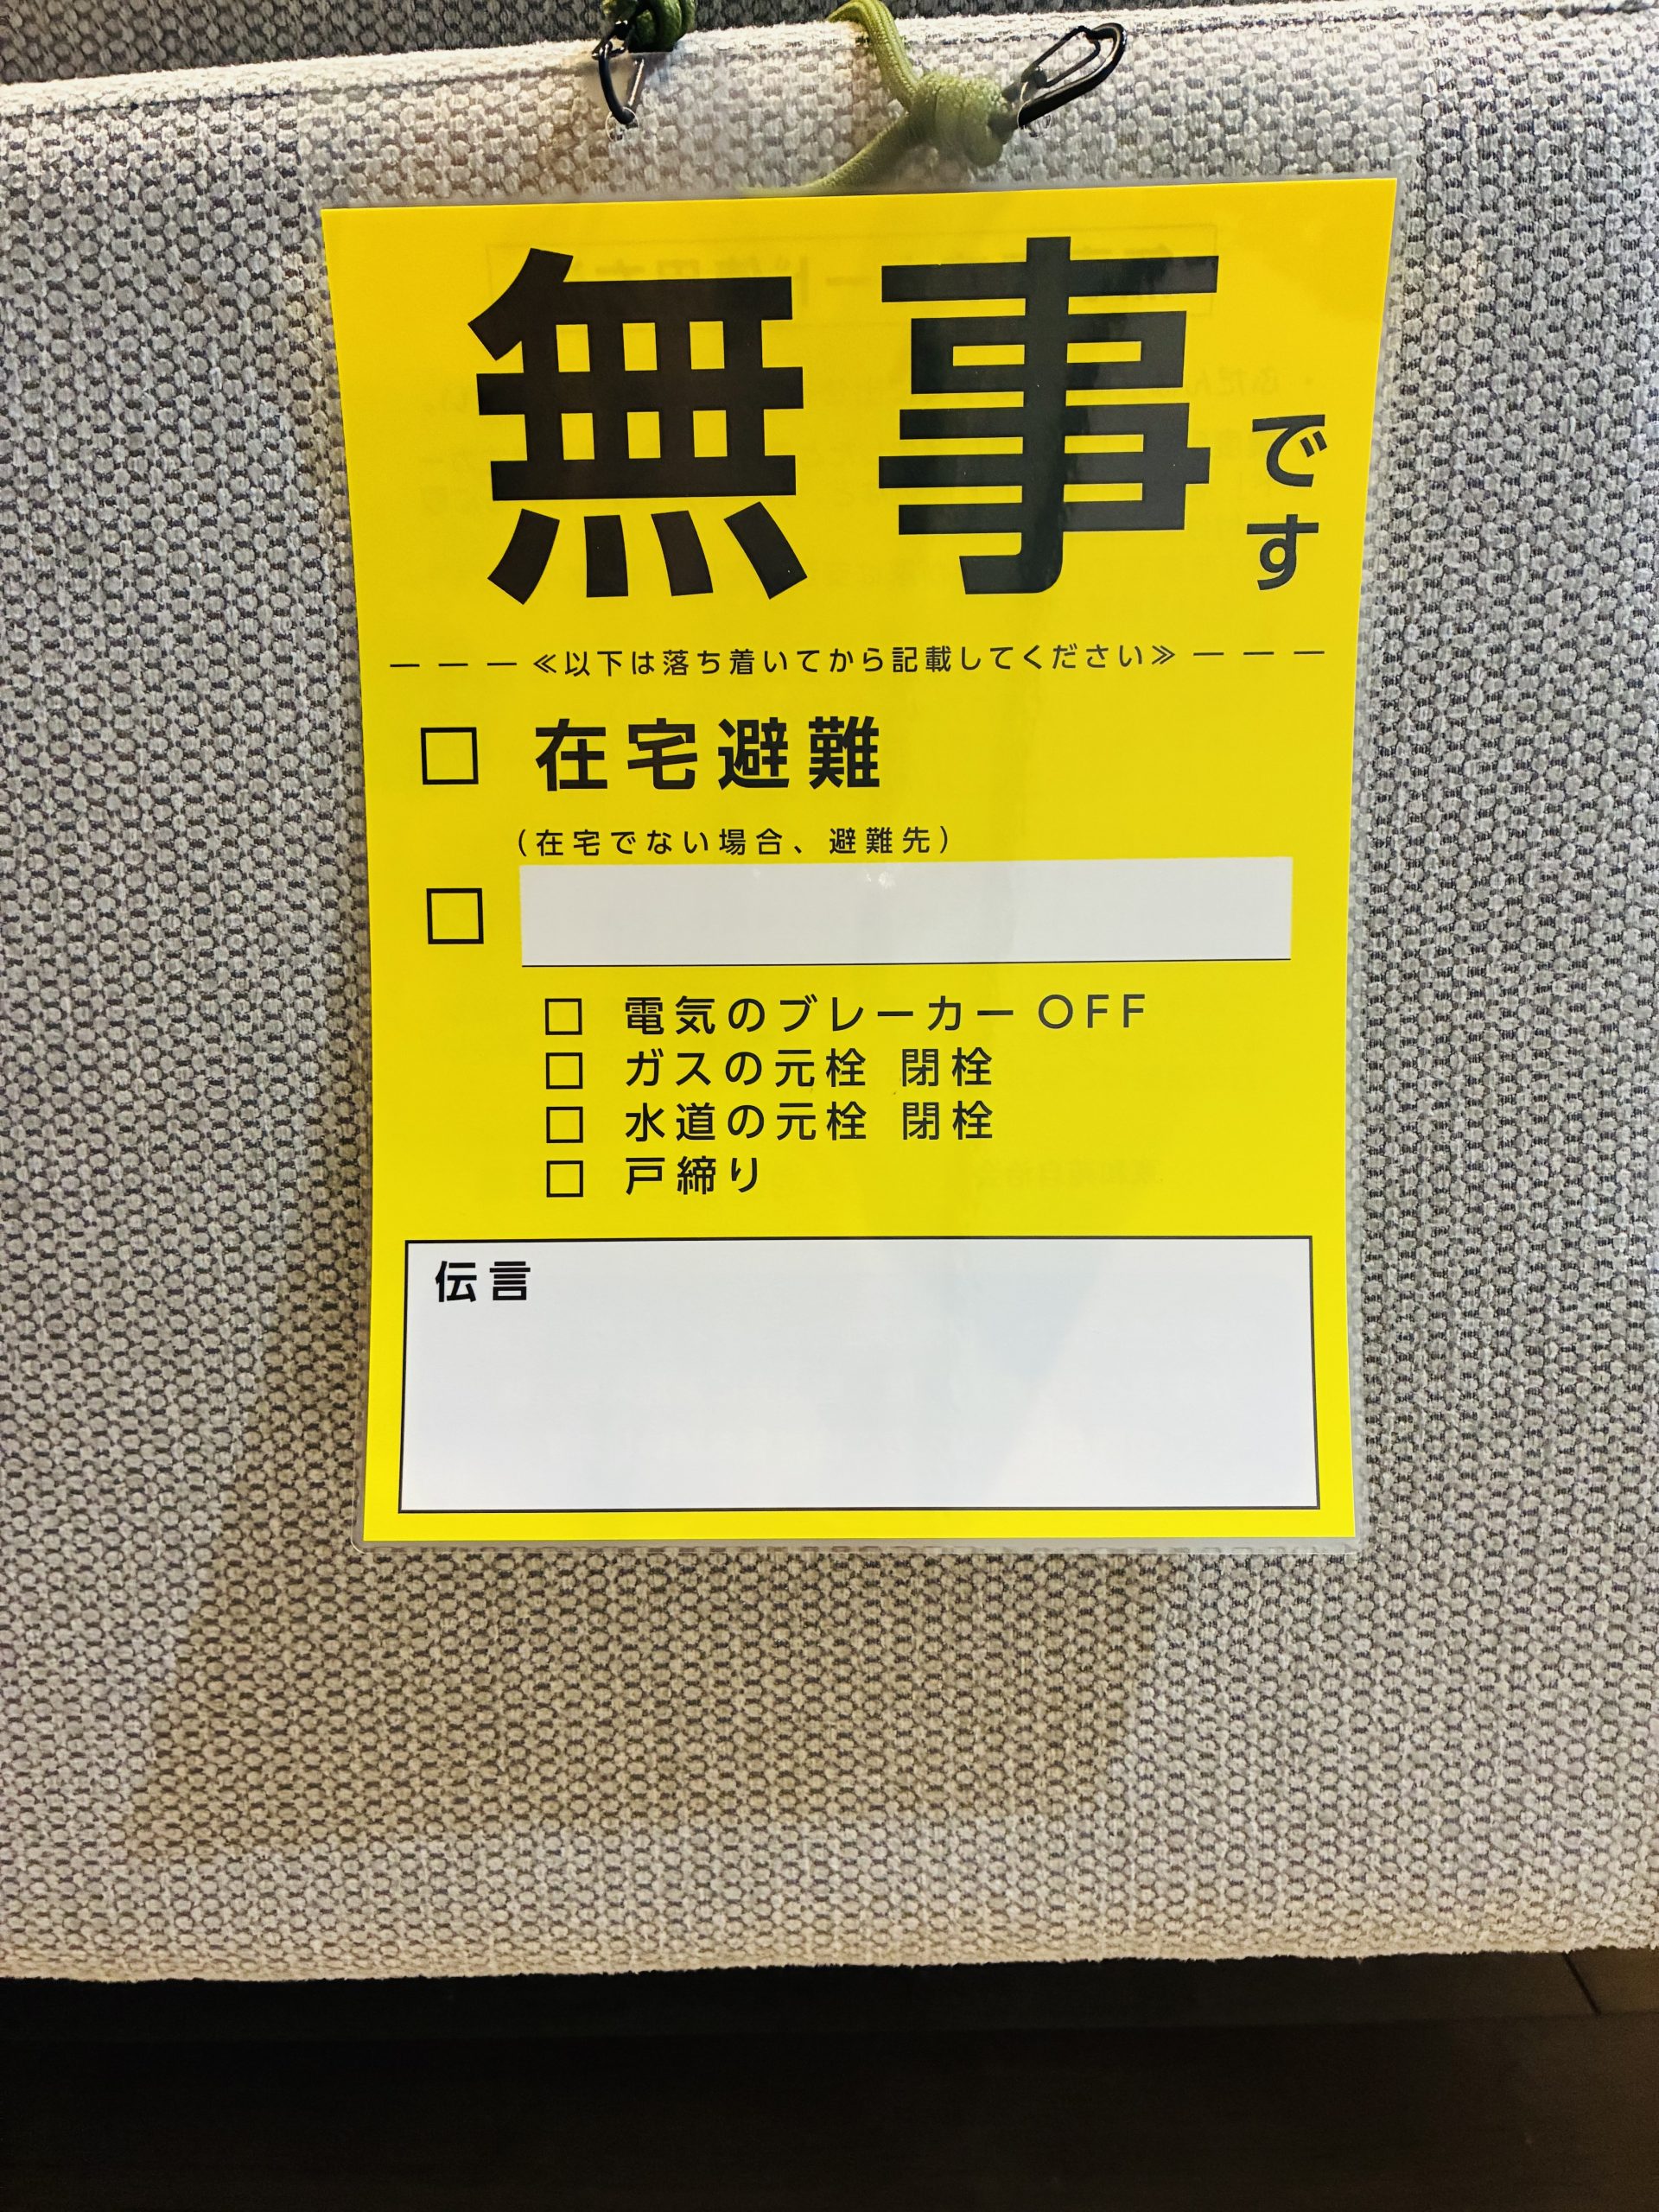 無事です
≪以下は落ち着いてから記載してください≫
□ 在宅避難
(在宅でない場合、避難先)
□
□ 電気のブレーカーOFF
□ ガスの元栓 閉栓
□ 水道の元栓 閉栓
□ 戸締り
伝言